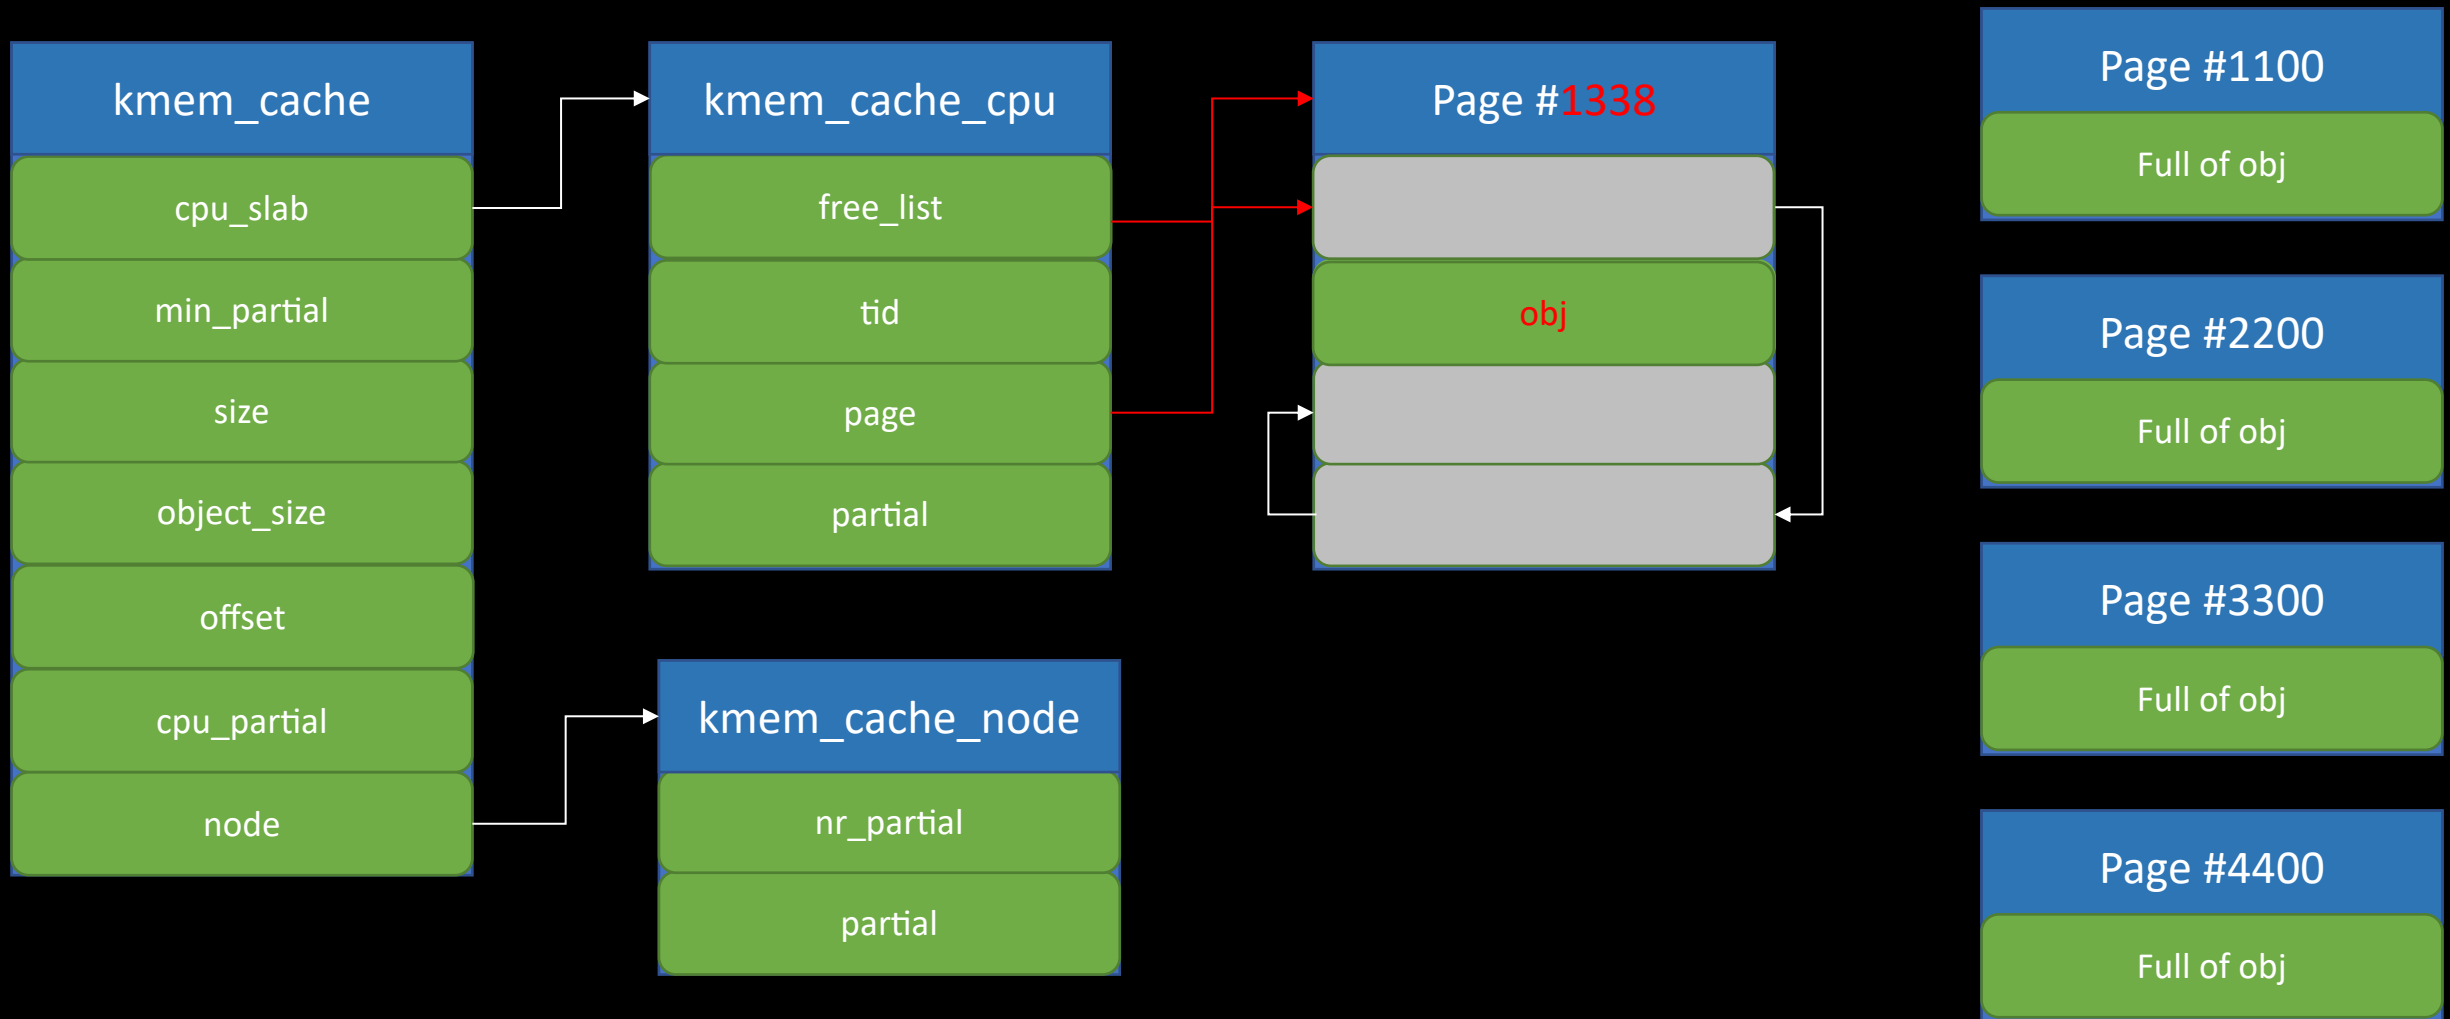 kmem_cache
cpu_slab
min_partial
size
object_size
offset
cpu_partial
node
kmem_cache_cpu
free_list
tid
page
partial
kmem_cache_node
nr_partial
partial
Page #1338
obj
Page #1100
Full of obj
Page #2200
Full of obj
Page #3300
Full of obj
Page #4400
Full of obj